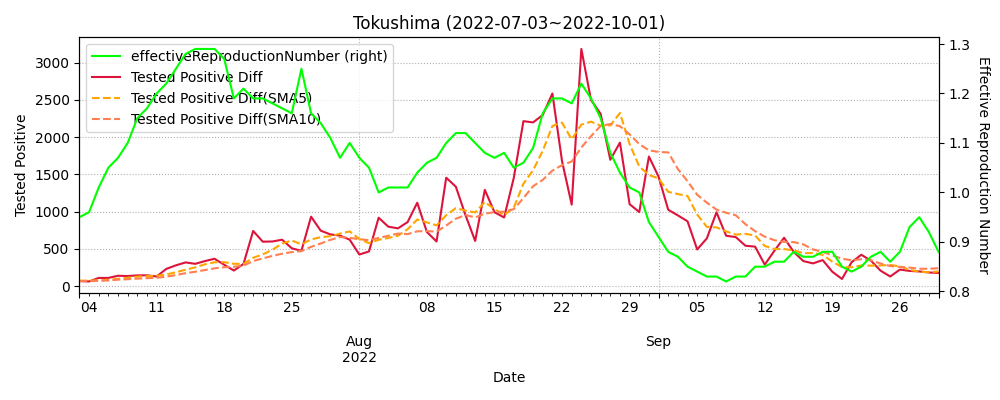 Tokushima (2022-07-03~2022-10-01)
effectiveReproductionNumber (right)
Tested Positive Diff
Tested Positive Diff(SMA5)
Tested Positive Diff(SMA10)
Tested Positive
3000
2500
2000
1500
1000
500
0
1.3
1.2
1.1
1.0
0.9
0.8
Effective Reproduction Number
04 11 18 25 08 15 22 29 05 12 19 26
Aug Sep
2022
Date